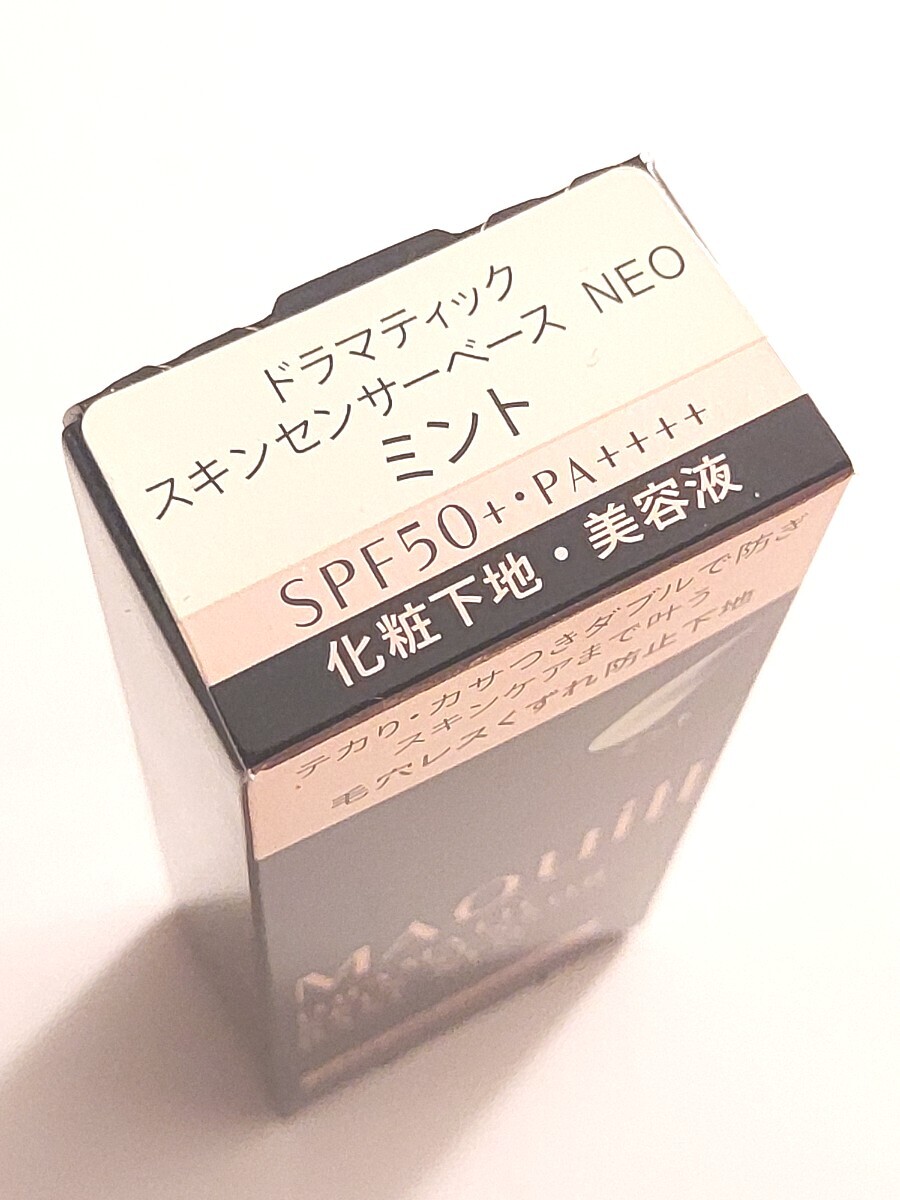 ドラマティック
スキンセンサーベース NEO
ミント
SPF50+・PA++++
化粧下地・美容液
テカリ・カサつきダブルで防ぎ
スキンケアまで叶う
毛穴レスくずれ防止下地